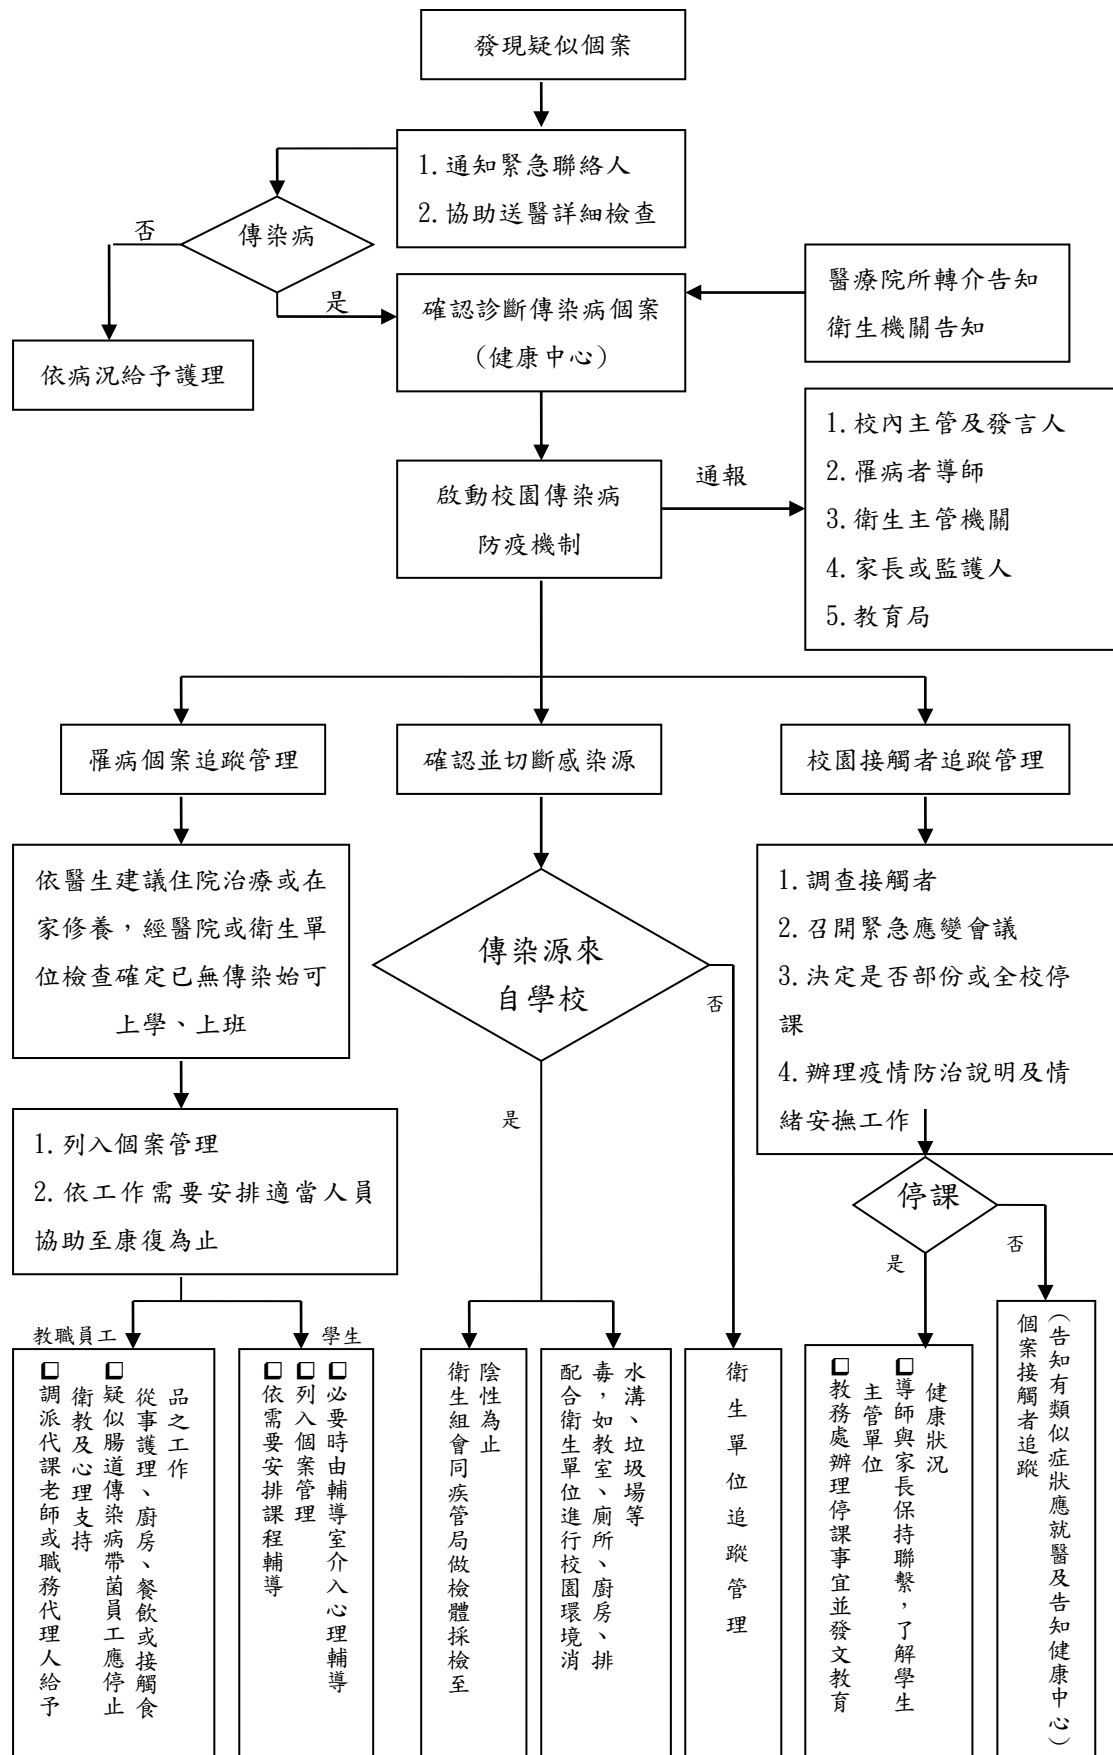 發現疑似個案
1.通知緊急聯絡人
2.協助送醫詳細檢查
傳染病
否
是
依病況給予護理
確認診斷傳染病個案
(健康中心)
醫療院所轉介告知
衛生機關告知
啟動校園傳染病
防疫機制
通報
1.校內主管及發言人
2.罹病者導師
3.衛生主管機關
4.家長或監護人
5.教育局
罹病個案追蹤管理
確認並切斷感染源
校園接觸者追蹤管理
依醫生建議住院治療或在
家修養，經醫院或衛生單
位檢查確定已無傳染始可
上學、上班
1.列入個案管理
2.依工作需要安排適當人員
協助至康復為止
傳染源來
自學校
是
否
1.調查接觸者
2.召開緊急應變會議
3.決定是否部份或全校停
課
4.辦理疫情防治說明及情
緒安撫工作
停課
是
否
教職員工
❑調派代課老師或職務代理人給予
衛教及心理支持
❑疑似腸道傳染病帶菌員工應停止
從事護理、廚房、餐飲或接觸食
品之工作
學生
❑依需要安排課程輔導
❑列入個案管理
❑必要時由輔導室介入心理輔導
衛生組會同疾管局做檢體採檢至
陰性為止
配合衛生單位進行校園環境消
毒，如教室、廁所、廚房、排
水溝、垃圾場等
衛生單位追蹤管理
❑教務處辦理停課事宜並發文教育
主管單位
❑導師與家長保持聯繫，了解學生
健康狀況
個案接觸者追蹤
(告知有類似症狀應就醫及告知健康中心)